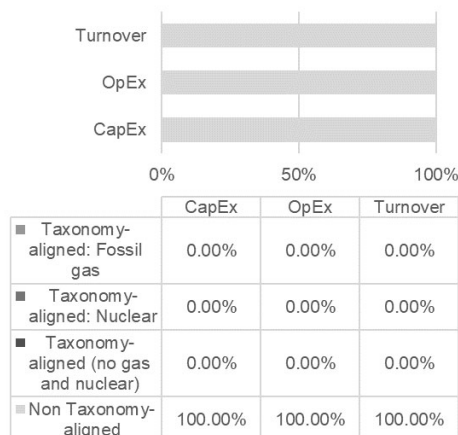 Turnover
OpEx
CapEx
0% 50% 100%
CapEx OpEx Turnover
Taxonomy-
aligned: Fossil
gas
0.00% 0.00% 0.00%
Taxonomy-
aligned: Nuclear
0.00% 0.00% 0.00%
Taxonomy-
aligned (no gas
and nuclear)
0.00% 0.00% 0.00%
Non Taxonomy-
aligned
100.00% 100.00% 100.00%